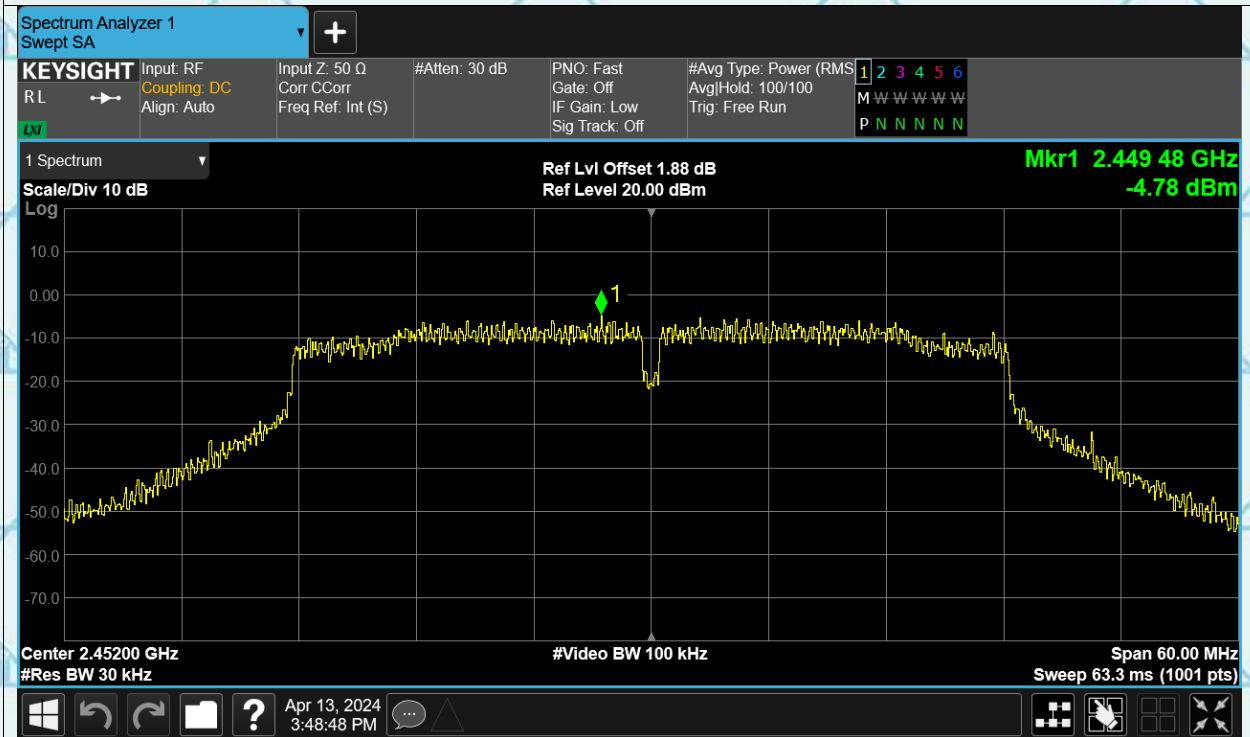 Spectrum Analyzer 1
Swept SA
KEYSIGHT
R L
LXI
Input: RF
Coupling: DC
Align: Auto
Input Z: 50 Ω
Corr CCorr
Freq Ref: Int (S)
#Atten: 30 dB
PNO: Fast
Gate: Off
IF Gain: Low
Sig Track: Off
#Avg Type: Power (RMS
Avg|Hold: 100/100
Trig: Free Run
1 2 3 4 5 6
M W W W W W
P N N N N N
1 Spectrum
Scale/Div 10 dB
Log
Ref Lvl Offset 1.88 dB
Ref Level 20.00 dBm
Mkr1 2.449 48 GHz
-4.78 dBm
1
10.0
0.00
-10.0
-20.0
-30.0
-40.0
-50.0
-60.0
-70.0
Center 2.45200 GHz
#Res BW 30 kHz
#Video BW 100 kHz
Span 60.00 MHz
Sweep 63.3 ms (1001 pts)
?
Apr 13, 2024
3:48:48 PM